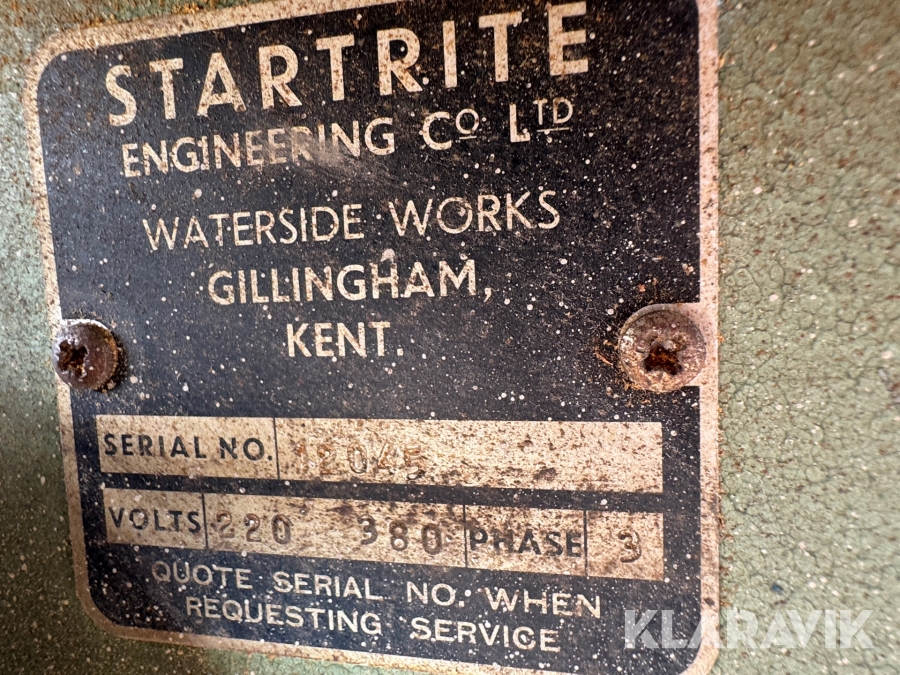 STARTRITE
ENGINEERING Co LTD
WATERSIDE WORKS
GILLINGHAM,
KENT.
SERIAL NO. 12045
VOLTS 220 380 PHASE 3
QUOTE SERIAL NO. WHEN
REQUESTING SERVICE
KLARAVIK